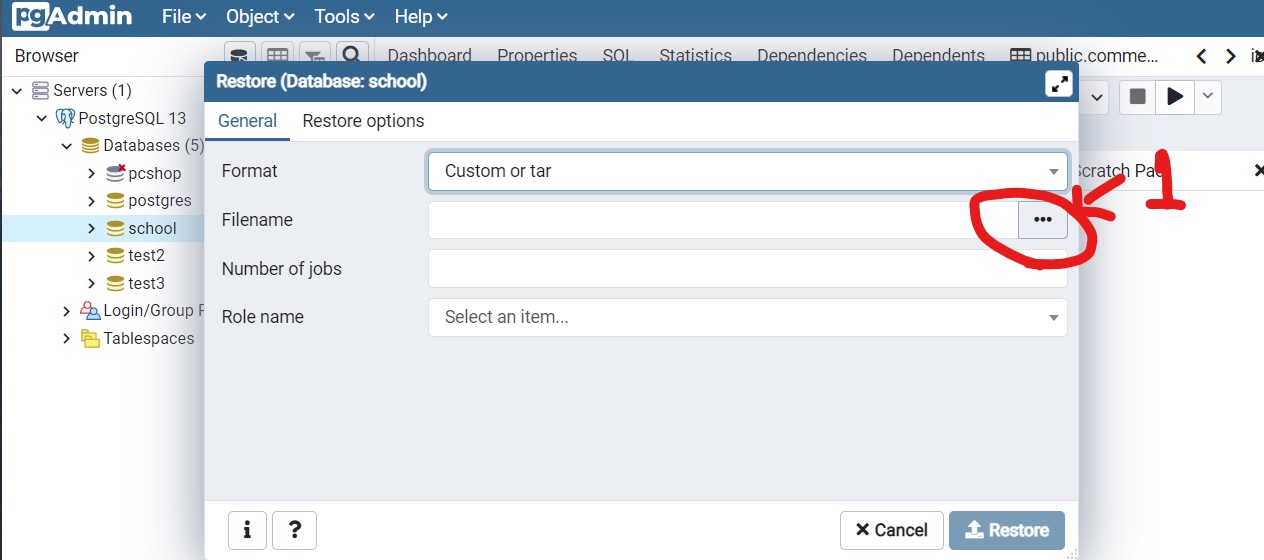 pgAdmin File Object Tools Help
Browser Dashboard Properties SQL Statistics Dependencies Dependents public.comme...
Restore (Database: school)
Servers (1)
General Restore options
PostgreSQL 13
Databases (5)
pcshop
Format Custom or tar
Scratch Pad
1
postgres
Filename •••
school
test2
Number of jobs
test3
Login/Group
Role name Select an item...
Tablespaces
i ? Cancel Restore